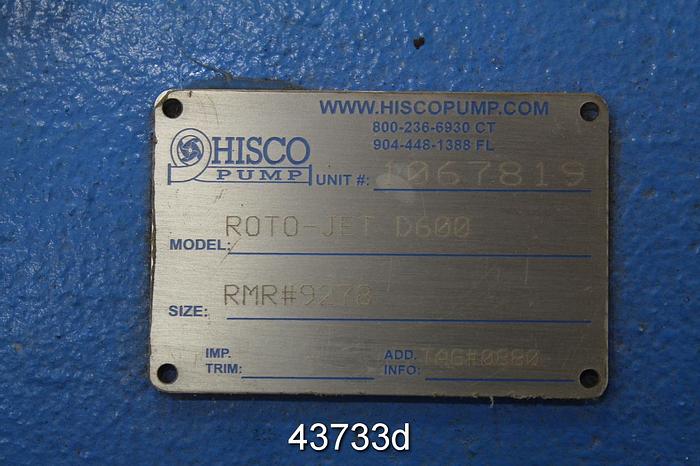 WWW.HISCOPUMP.COM
800-236-6930 CT
904-448-1388 FL
HISCO
PUMP
UNIT #: 1067819
MODEL: ROTO-JET D600
SIZE: RMR#9278
IMP.
TRIM:
ADD.
INFO: TAG#0880
43733d